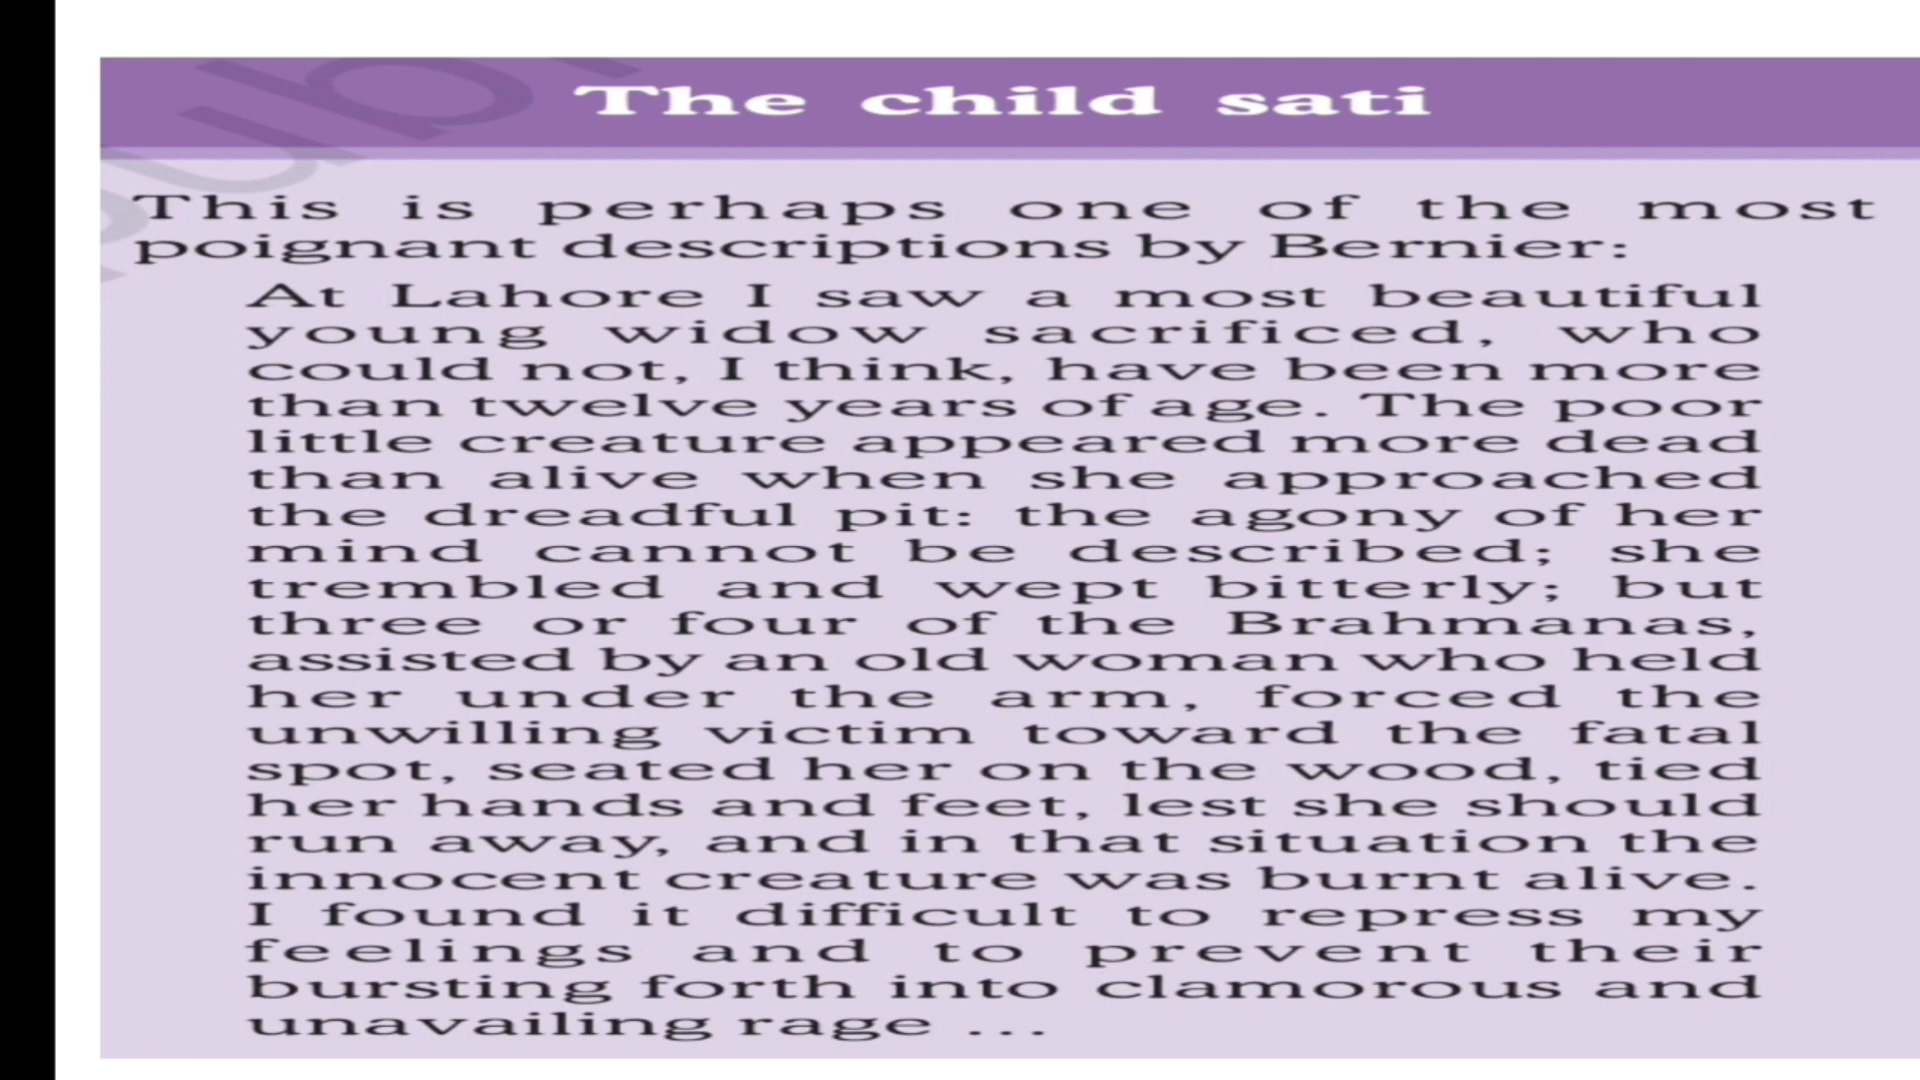 The child sati
This is perhaps one of the most
poignant descriptions by Bernier:
At Lahore I saw a most beautiful
young widow sacrificed, who
could not, I think, have been more
than twelve years of age. The poor
little creature appeared more dead
than alive when she approached
the dreadful pit: the agony of her
mind cannot be described; she
trembled and wept bitterly; but
three or four of the Brahmanas,
assisted by an old woman who held
her under the arm, forced the
unwilling victim toward the fatal
spot, seated her on the wood, tied
her hands and feet, lest she should
run away, and in that situation the
innocent creature was burnt alive.
I found it difficult to repress my
feelings and to prevent their
bursting forth into clamorous and
unavailing rage ...